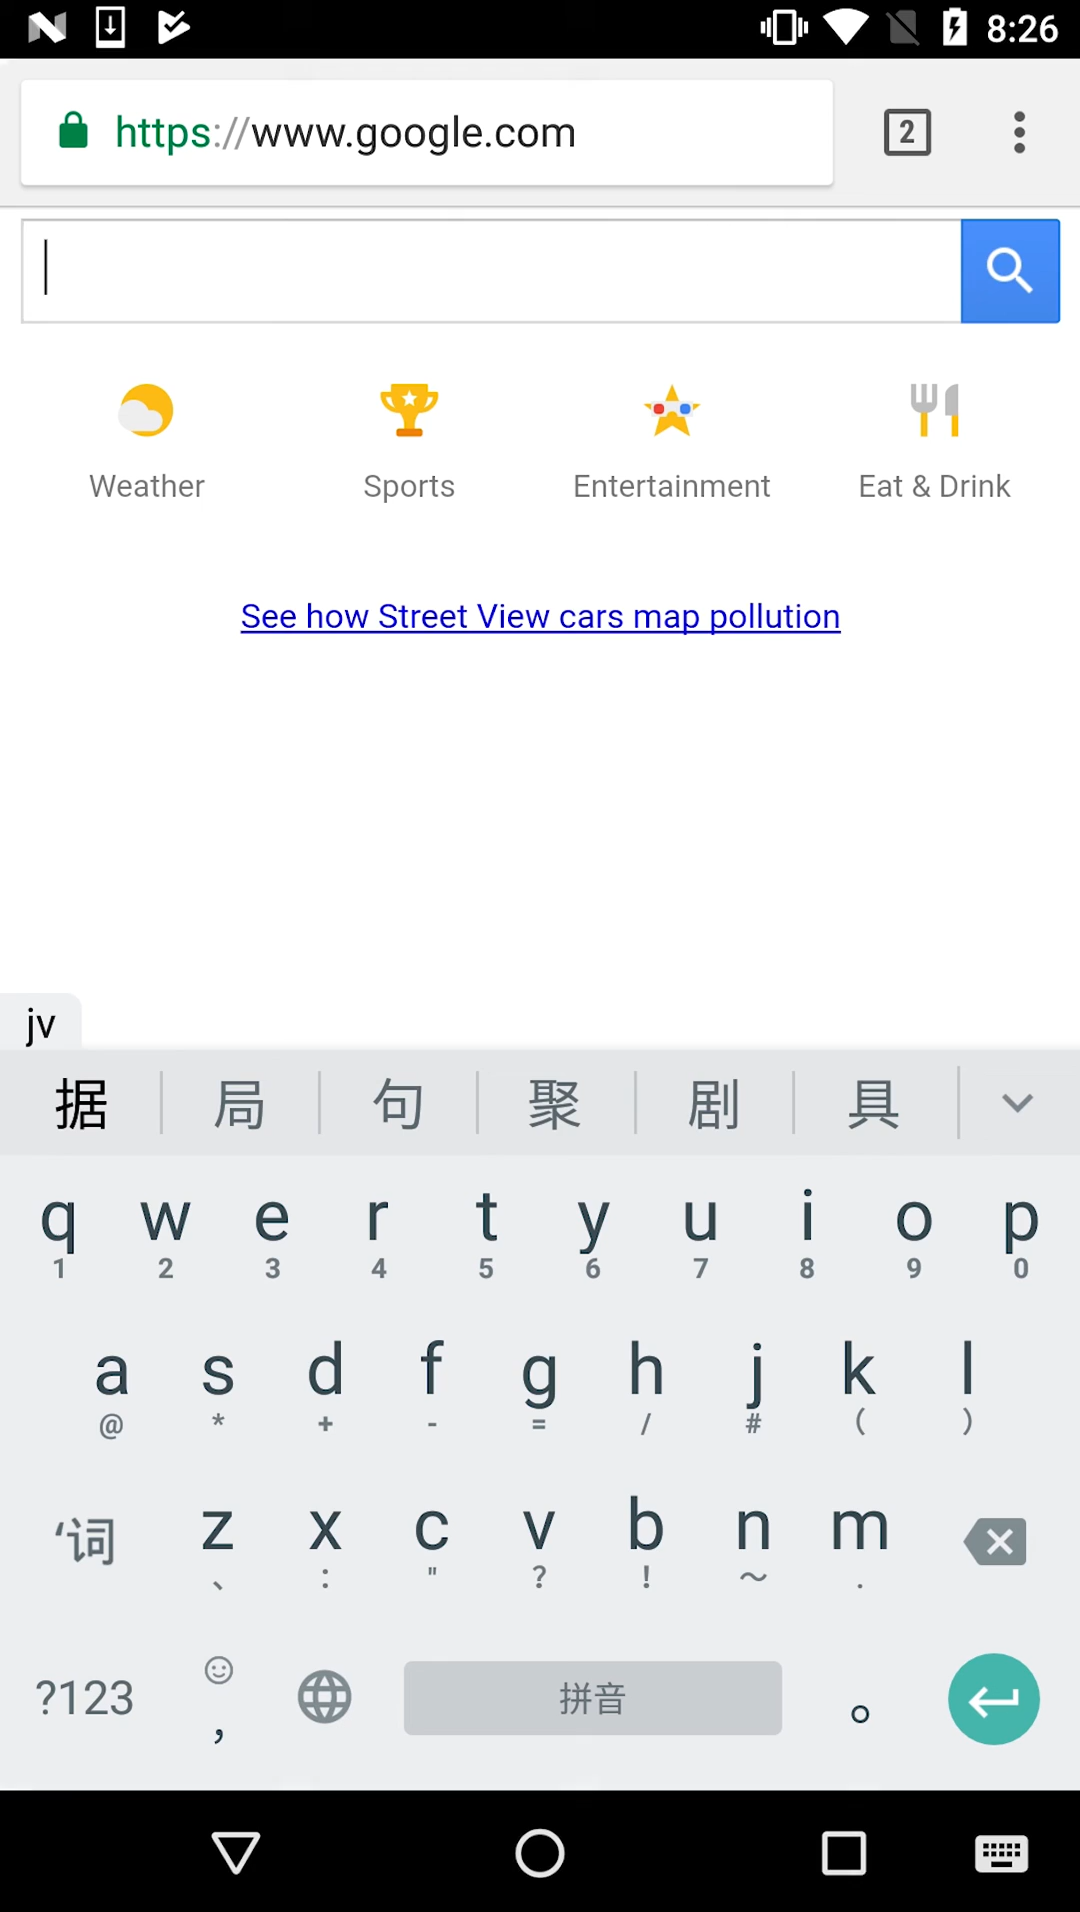 8:26
https://www.google.com
2
Weather Sports Entertainment Eat & Drink
See how Street View cars map pollution
jv
据 局 句 聚 剧 具
q w e r t y u i o p
1 2 3 4 5 6 7 8 9 0
a s d f g h j k l
@ * + - = / # ( )
'词 z x c v b n m
、 : " ? ! ～ .
?123 , 拼音 。